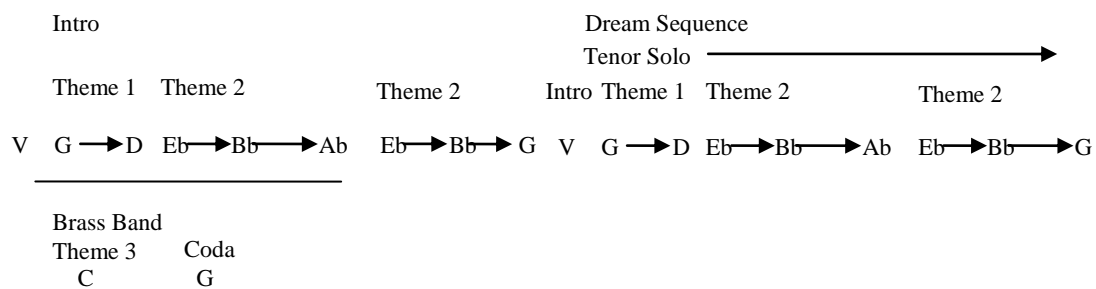 Intro Dream Sequence
Tenor Solo
Theme 1 Theme 2 Theme 2 Intro Theme 1 Theme 2 Theme 2
V G D Eb Bb Ab Eb Bb G V G D Eb Bb Ab Eb Bb G
Brass Band
Theme 3 Coda
C G